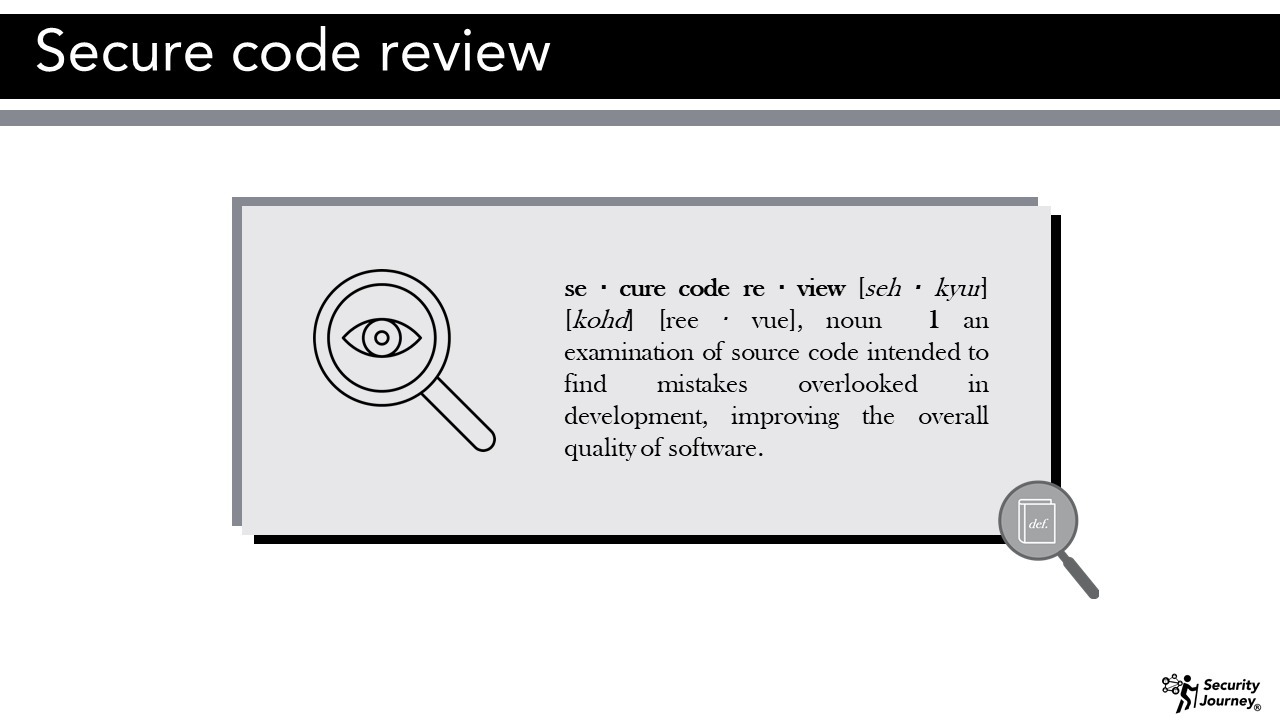 Secure code review
se · cure code re · view [seh · kyur]
[kohd] [ree · vue], noun 1 an
examination of source code intended to
find mistakes overlooked in
development, improving the overall
quality of software.
def.
Security
Journey®